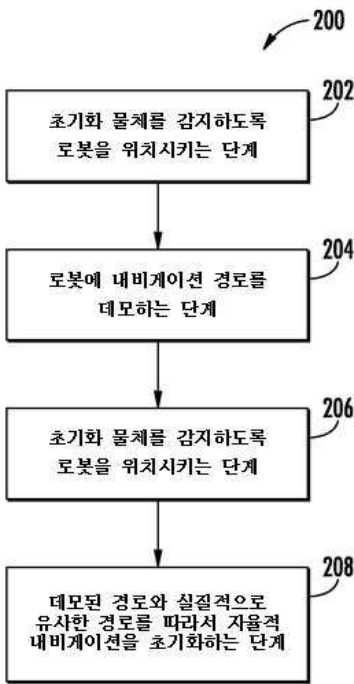 200
202
초기화 물체를 감지하도록
로봇을 위치시키는 단계
204
로봇에 내비게이션 경로를
데모하는 단계
206
초기화 물체를 감지하도록
로봇을 위치시키는 단계
208
데모된 경로와 실질적으로
유사한 경로를 따라서 자율적
내비게이션을 초기화하는 단계